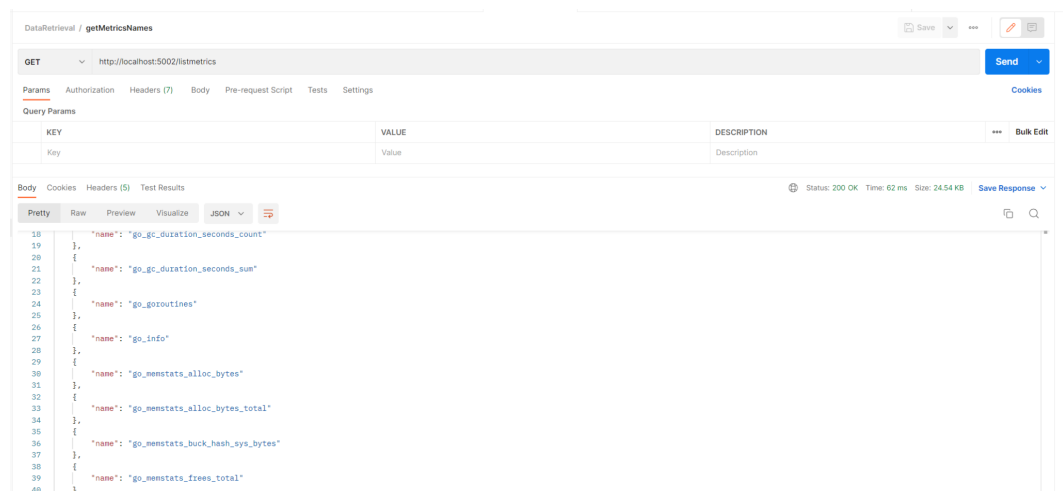 DataRetrieval / getMetricsNames
Save
GET http://localhost:5002/listmetrics Send
Params Authorization Headers (7) Body Pre-request Script Tests Settings Cookies
Query Params
KEY VALUE DESCRIPTION Bulk Edit
Key Value Description
Body Cookies Headers (5) Test Results Status: 200 OK Time: 62 ms Size: 24.54 KB Save Response
Pretty Raw Preview Visualize JSON
18 "name": "go_gc_duration_seconds_count"
19 },
20 {
21 "name": "go_gc_duration_seconds_sum"
22 },
23 {
24 "name": "go_goroutines"
25 },
26 {
27 "name": "go_info"
28 },
29 {
30 "name": "go_memstats_alloc_bytes"
31 },
32 {
33 "name": "go_memstats_alloc_bytes_total"
34 },
35 {
36 "name": "go_memstats_buck_hash_sys_bytes"
37 },
38 {
39 "name": "go_memstats_frees_total"
40 }